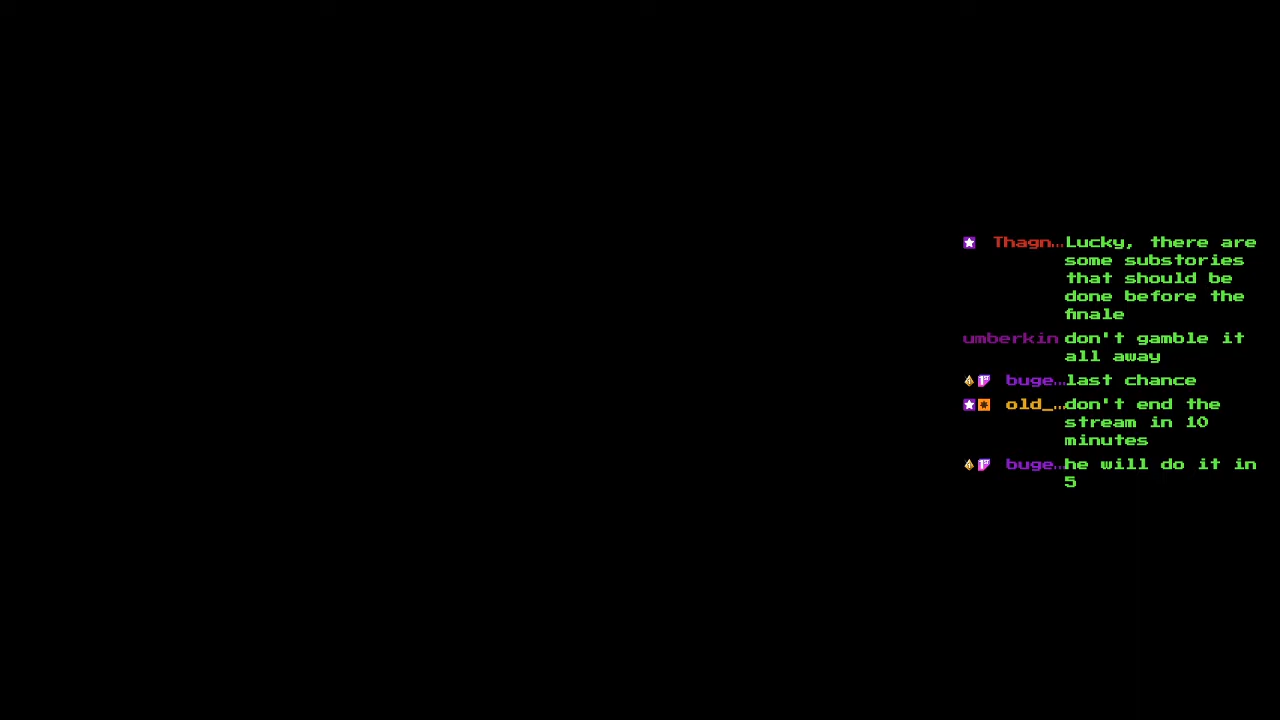 Thagn...Lucky, there are
some substories
that should be
done before the
finale
umberkin don't gamble it
all away
buge...last chance
old_...don't end the
stream in 10
minutes
buge...he will do it in
5